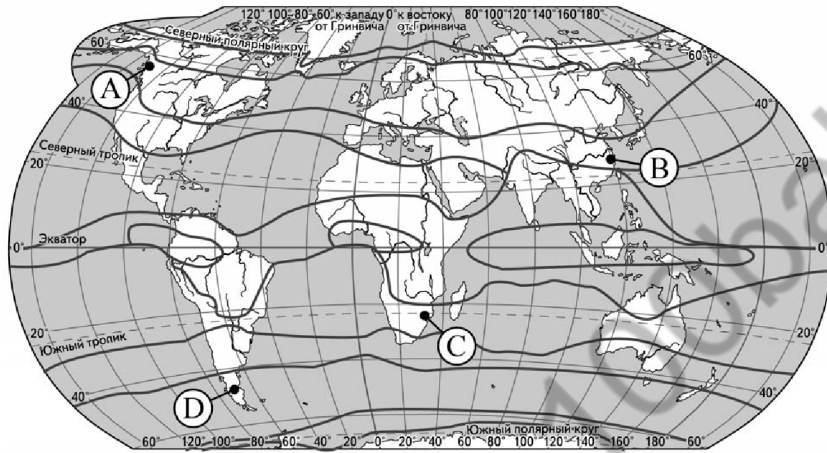 120° 100° 80° 60° к западу 0° к востоку 80° 100° 120° 140° 160° 180°
от Гринвича от Гринвича
Северный полярный круг
60° 60°
A
40° 40°
Северный тропик
B
20° 20°
Экватор
0° 0°
C
20° 20°
Южный тропик
D
40° 40°
Южный полярный круг
60° 120° 100° 80° 60° 40° 20° 0° 20° 40° 60° 80° 100° 120° 140° 160° 180° 60°